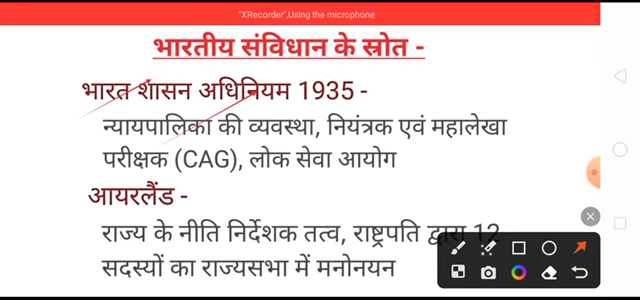 "XRecorder",Using the microphone
भारतीय संविधान के स्रोत -
भारत शासन अधिनियम 1935 -
न्यायपालिका की व्यवस्था, नियंत्रक एवं महालेखा
परीक्षक (CAG), लोक सेवा आयोग
आयरलैंड -
राज्य के नीति निर्देशक तत्व, राष्ट्रपति द्वारा 12
सदस्यों का राज्यसभा में मनोनयन